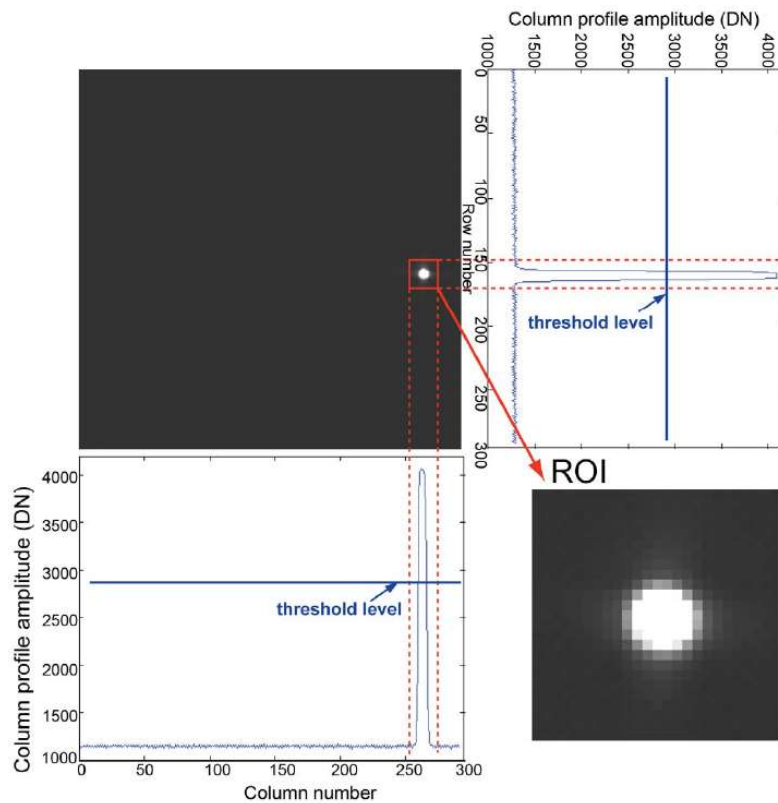 Column profile amplitude (DN)
1000 1500 2500 3000 4000
0
50
100
150
200
250
300
Row number
threshold level
ROI
4000
3500
3000
2500
2000
1500
1000
Column profile amplitude (DN)
threshold level
0 50 100 150 200 250 300
Column number